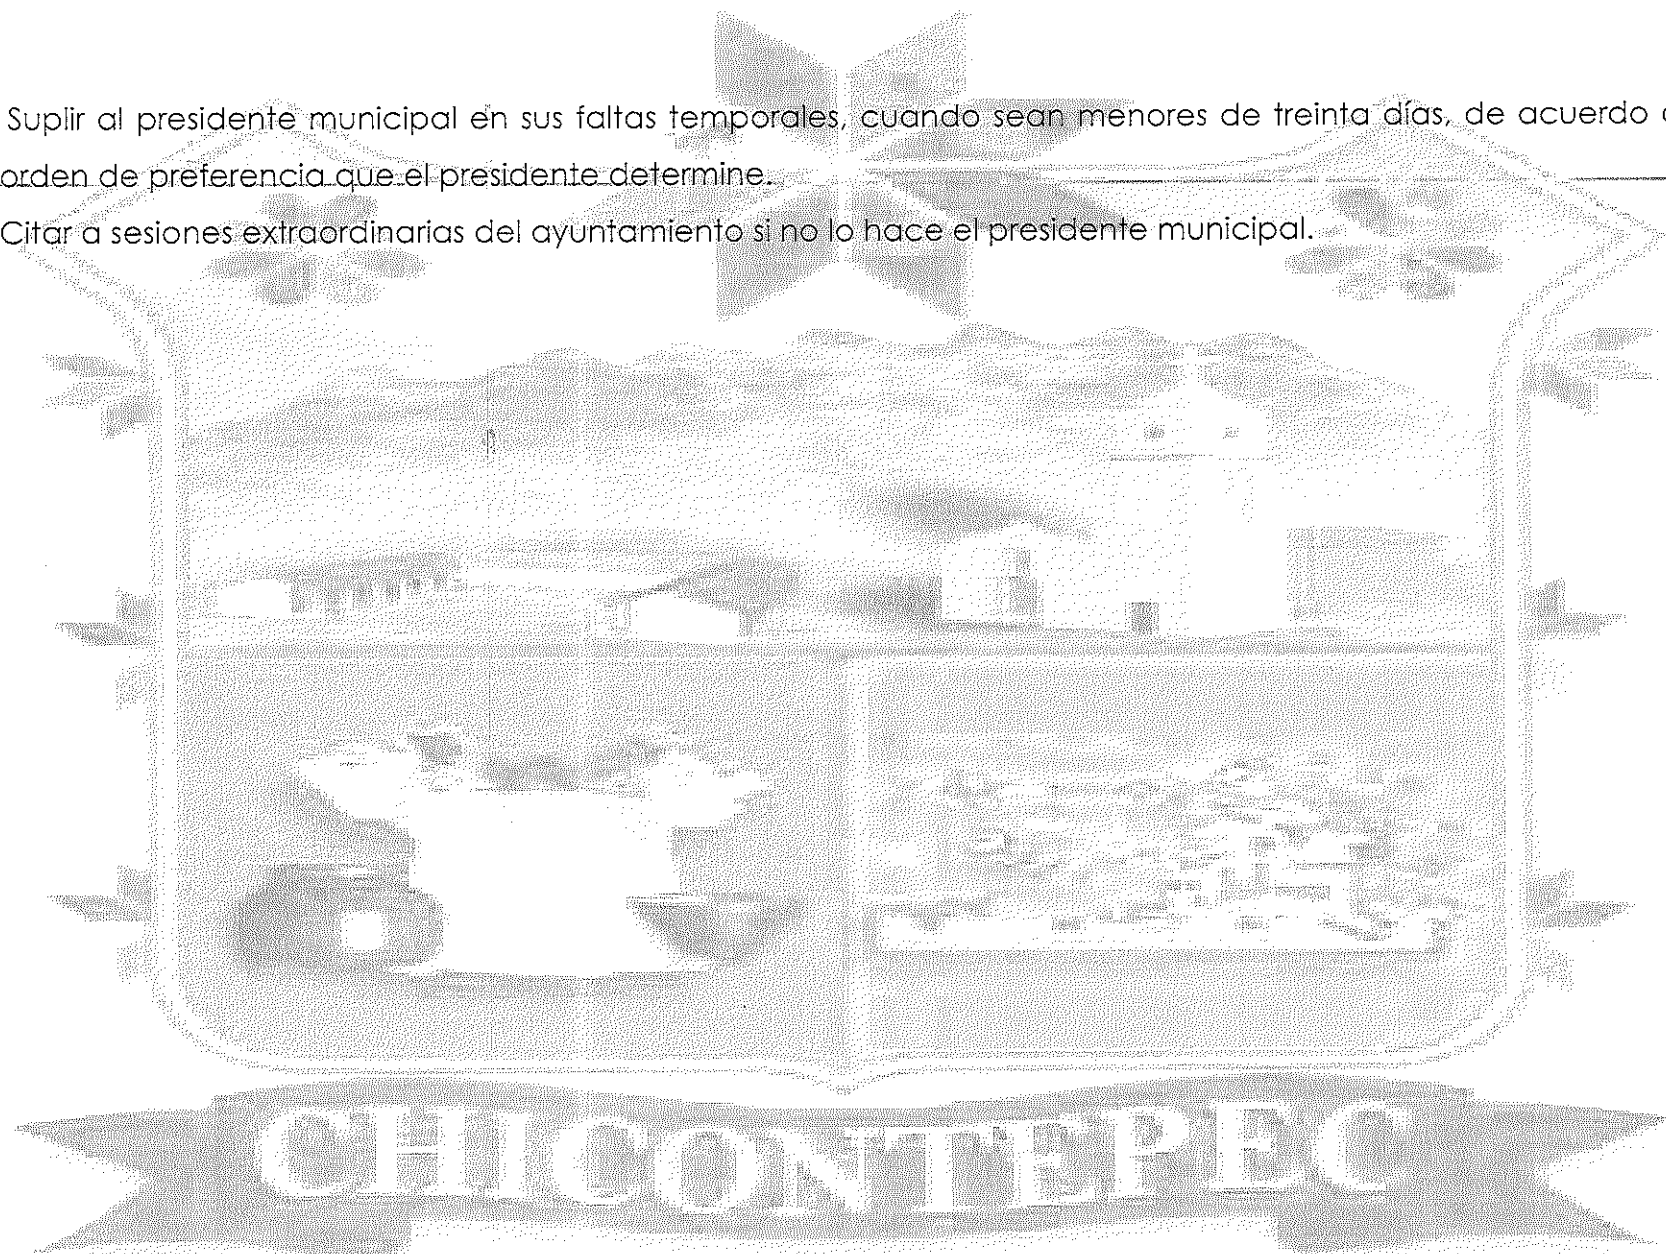 Suplir al presidente municipal en sus faltas temporales, cuando sean menores de treinta días, de acuerdo
orden de preferencia que el presidente determine.
Citar a sesiones extraordinarias del ayuntamiento si no lo hace el presidente municipal.
CHICONTEPEC